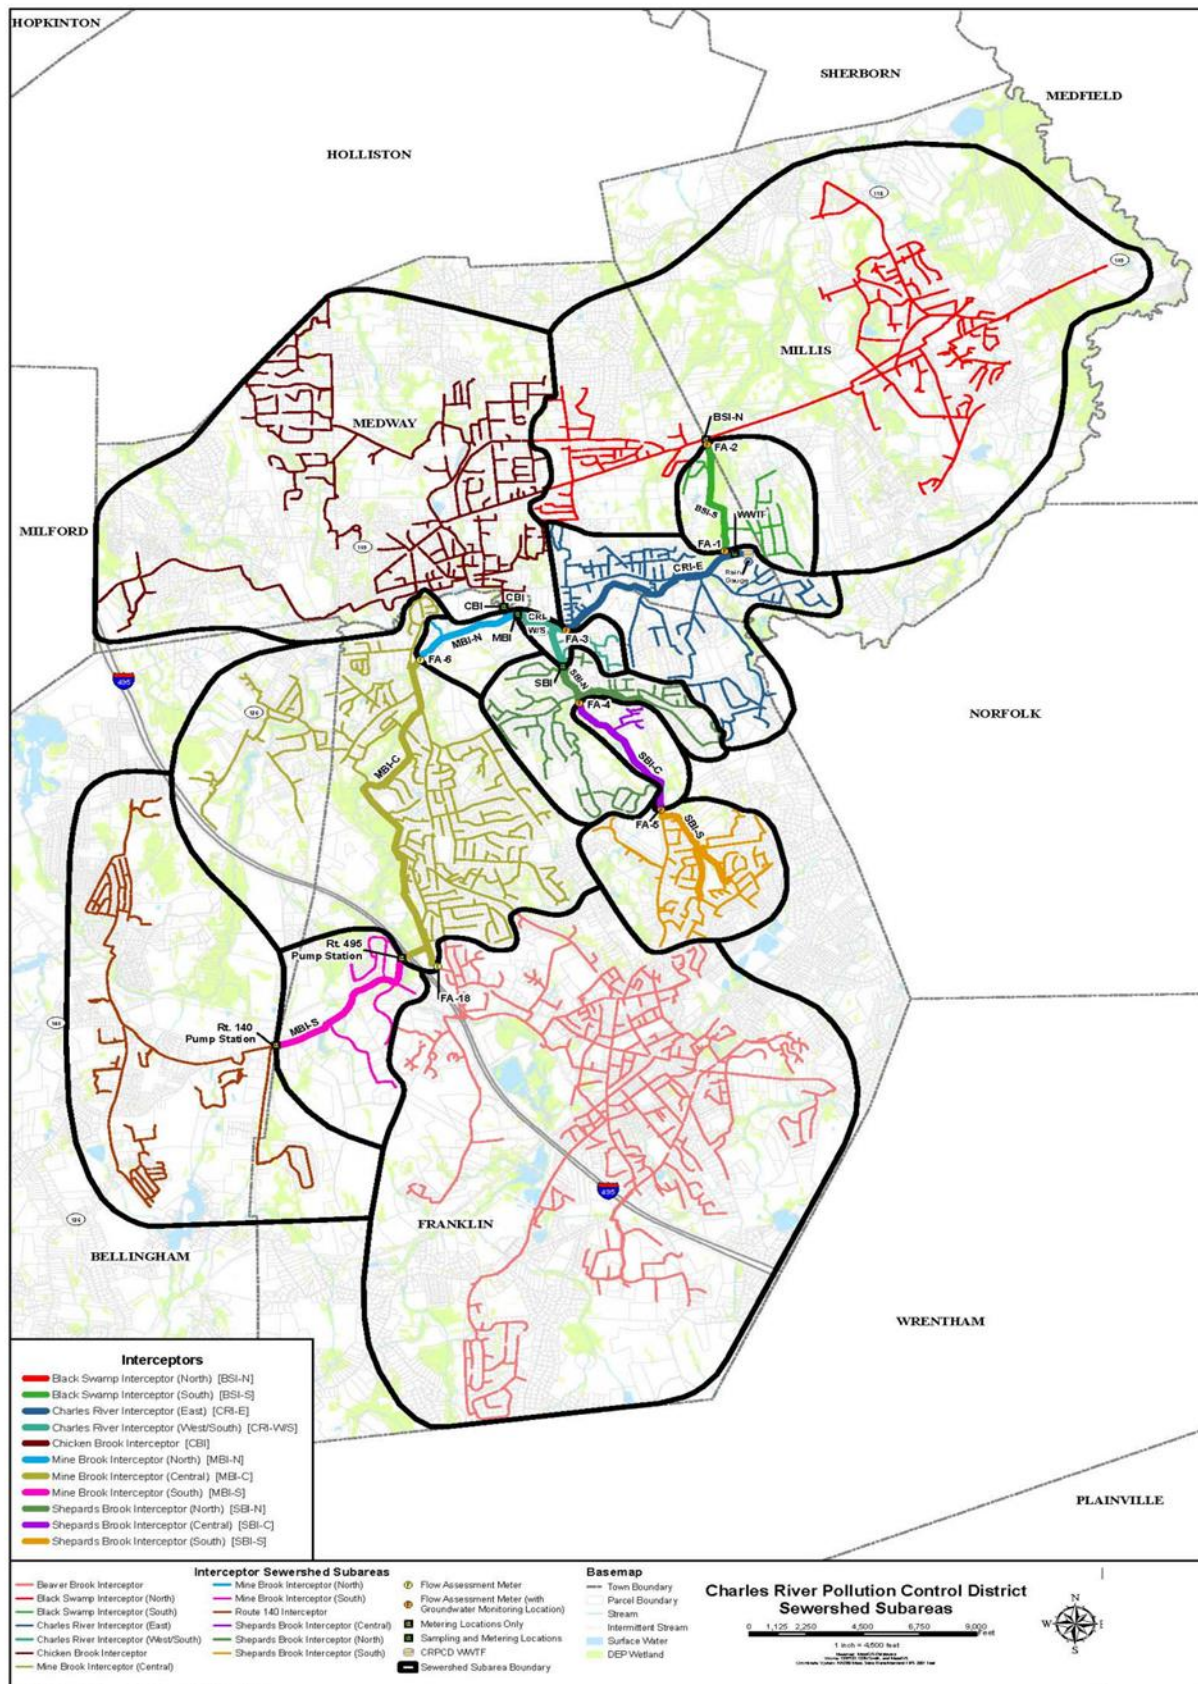 HOPKINTON
SHERBORN
MEDFIELD
HOLLISTON
MILLIS
MEDWAY
BSI-N
FA-2
BSI-S
WWTF
MILFORD
FA-1
CRI-E
Rain
Gauge
CBI
CBI
CRI-
W/S
MBI-N
MBI
FA-3
FA-6
SBI
SBI-N
FA-4
495
NORFOLK
MBI-C
SBI-C
FA-5
SBI-S
Rt. 495
Pump Station
FA-18
Rt. 140
Pump Station
MBI-S
495
FRANKLIN
BELLINGHAM
WRENTHAM
PLAINVILLE
Interceptors
Black Swamp Interceptor (North) [BSI-N]
Black Swamp Interceptor (South) [BSI-S]
Charles River Interceptor (East) [CRI-E]
Charles River Interceptor (West/South) [CRI-W/S]
Chicken Brook Interceptor [CBI]
Mine Brook Interceptor (North) [MBI-N]
Mine Brook Interceptor (Central) [MBI-C]
Mine Brook Interceptor (South) [MBI-S]
Shepards Brook Interceptor (North) [SBI-N]
Shepards Brook Interceptor (Central) [SBI-C]
Shepards Brook Interceptor (South) [SBI-S]
Interceptor Sewershed Subareas
Beaver Brook Interceptor
Black Swamp Interceptor (North)
Black Swamp Interceptor (South)
Charles River Interceptor (East)
Charles River Interceptor (West/South)
Chicken Brook Interceptor
Mine Brook Interceptor (Central)
Mine Brook Interceptor (North)
Mine Brook Interceptor (South)
Route 140 Interceptor
Shepards Brook Interceptor (Central)
Shepards Brook Interceptor (North)
Shepards Brook Interceptor (South)
Flow Assessment Meter
Flow Assessment Meter (with
Groundwater Monitoring Location)
Metering Locations Only
Sampling and Metering Locations
CRPCD WWTF
Sewershed Subarea Boundary
Basemap
Town Boundary
Parcel Boundary
Stream
Intermittent Stream
Surface Water
DEP Wetland
Charles River Pollution Control District
Sewershed Subareas
0 1,125 2,250 4,500 6,750 9,000
Feet
1 inch = 4,500 feet
N
W
S